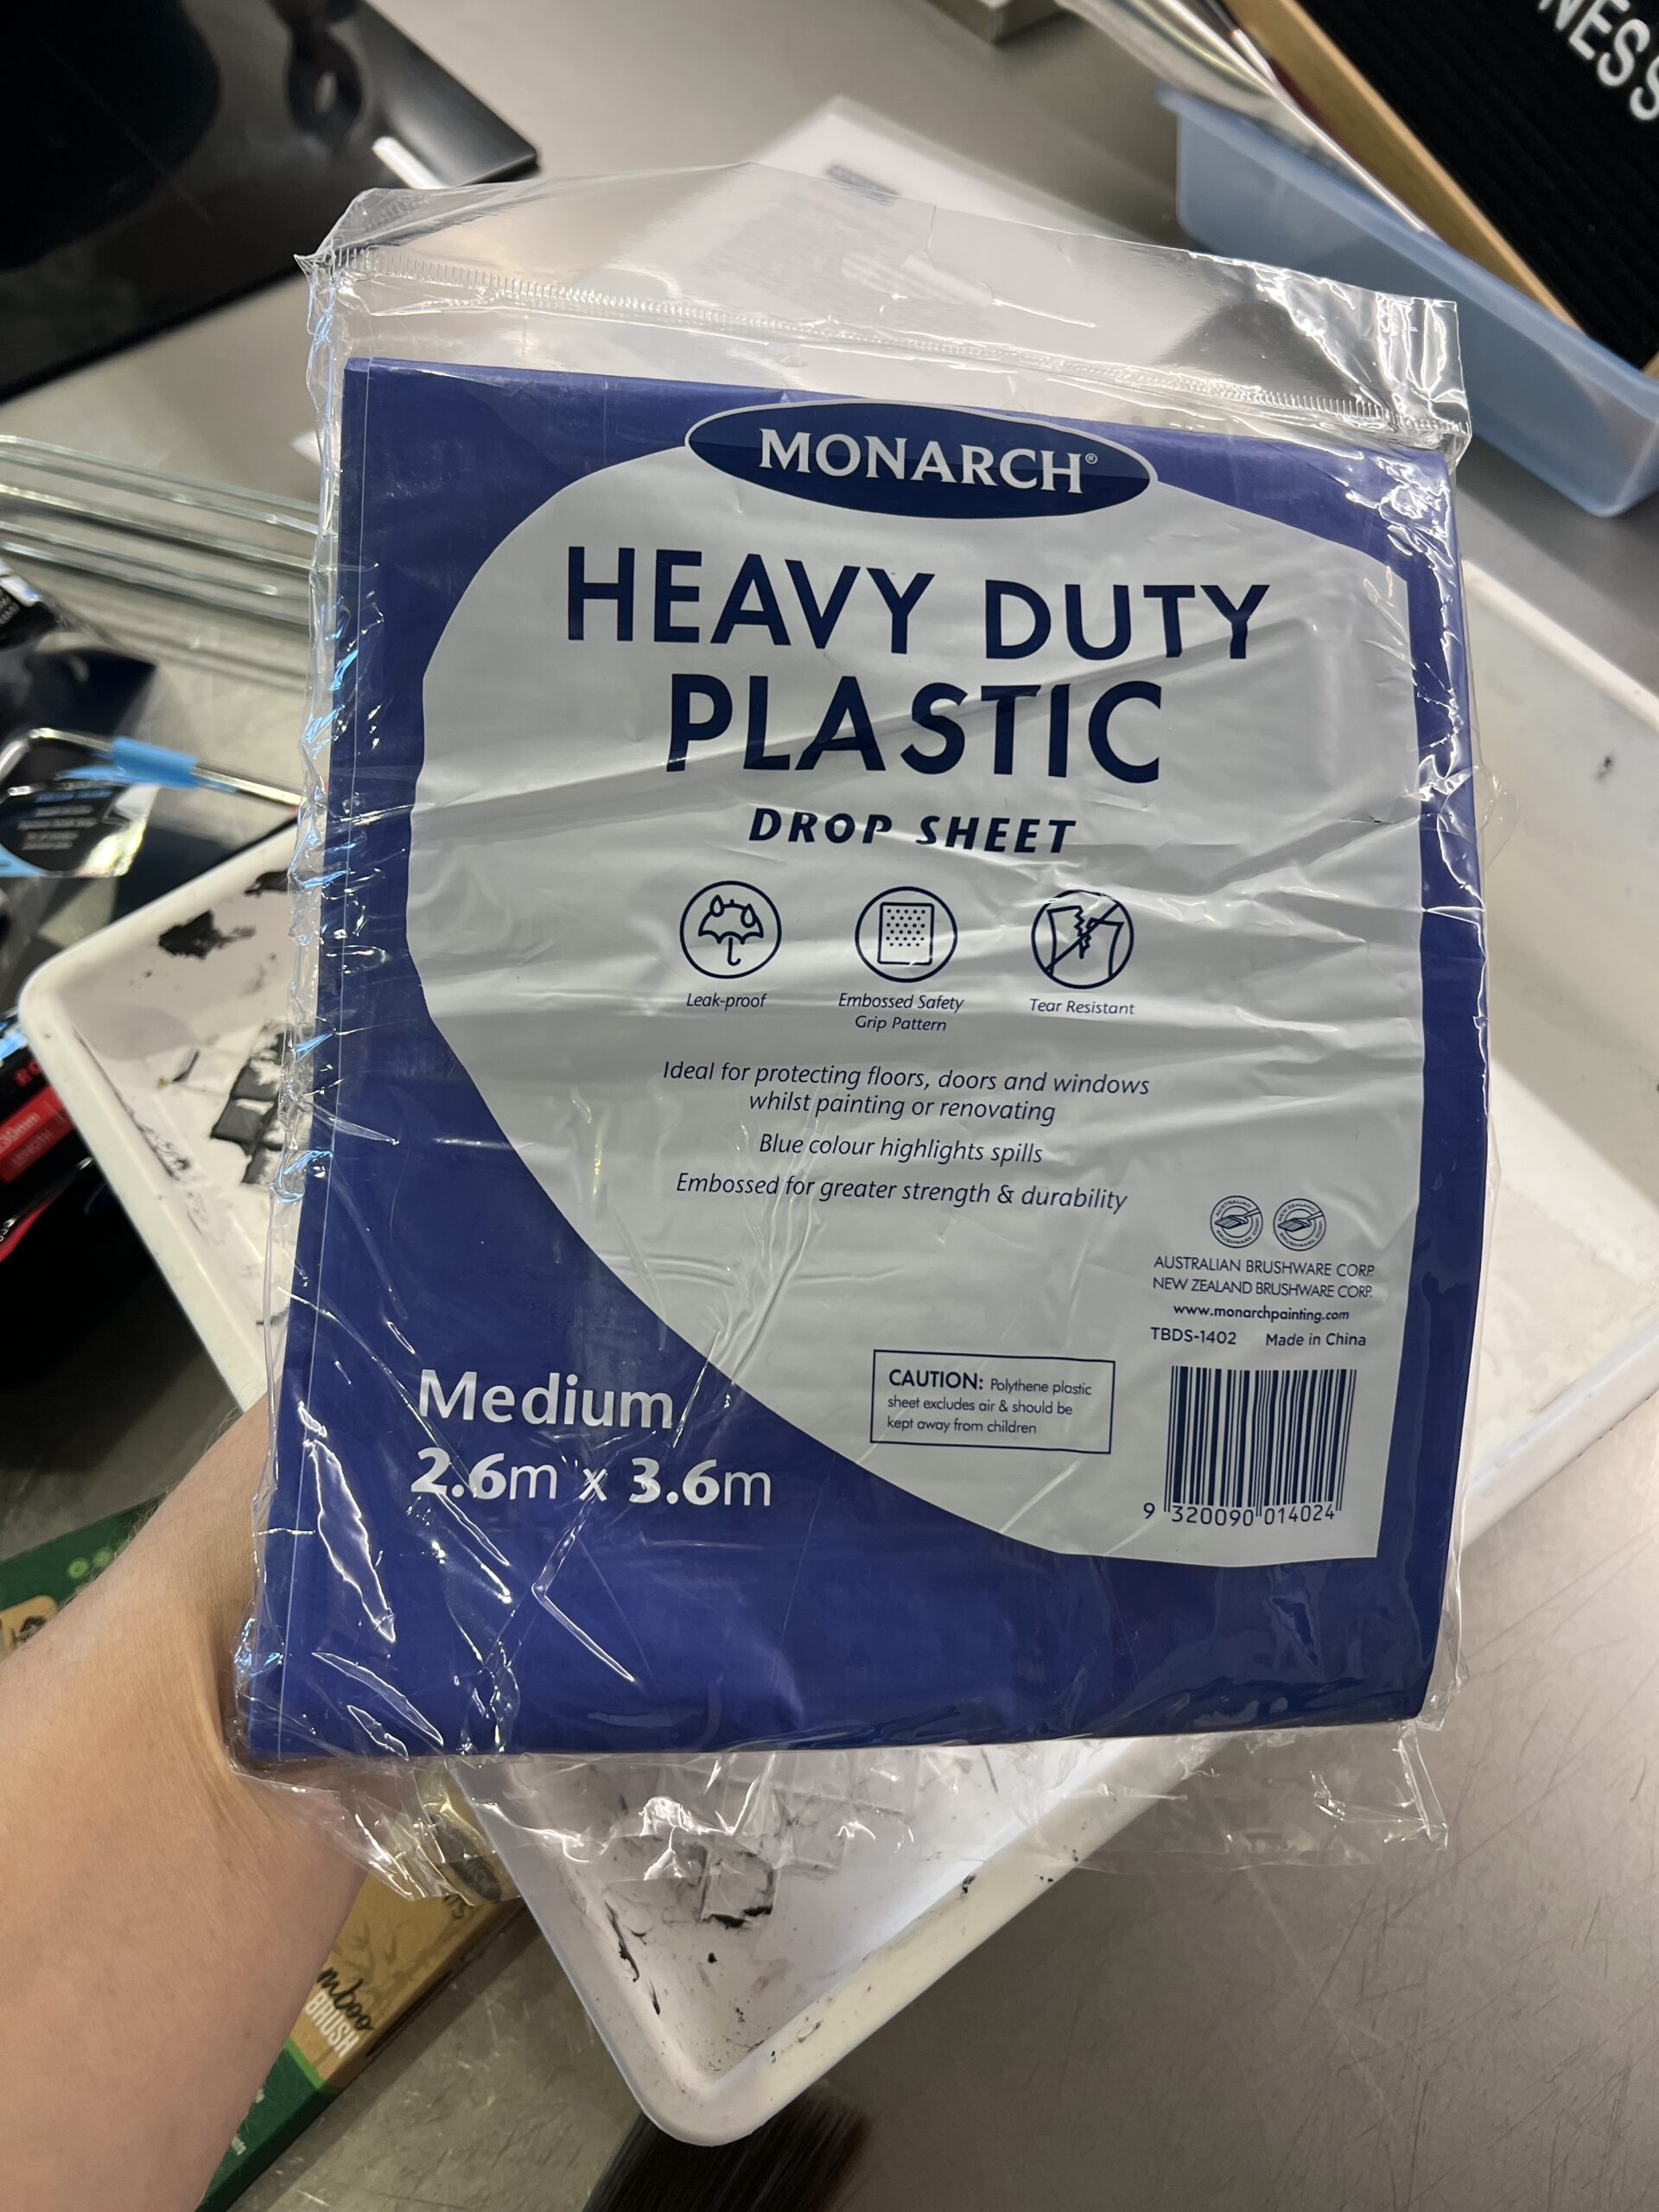 NESS
MONARCH®
HEAVY DUTY
PLASTIC
DROP SHEET
Leak-proof
Embossed Safety
Grip Pattern
Tear Resistant
Ideal for protecting floors, doors and windows
whilst painting or renovating
Blue colour highlights spills
Embossed for greater strength & durability
AUSTRALIAN BRUSHWARE CORP.
NEW ZEALAND BRUSHWARE CORP.
www.monarchpainting.com
TBDS-1402 Made in China
Medium
2.6m x 3.6m
CAUTION: Polythene plastic
sheet excludes air & should be
kept away from children
9 320090 014024
mboo
BRUSH